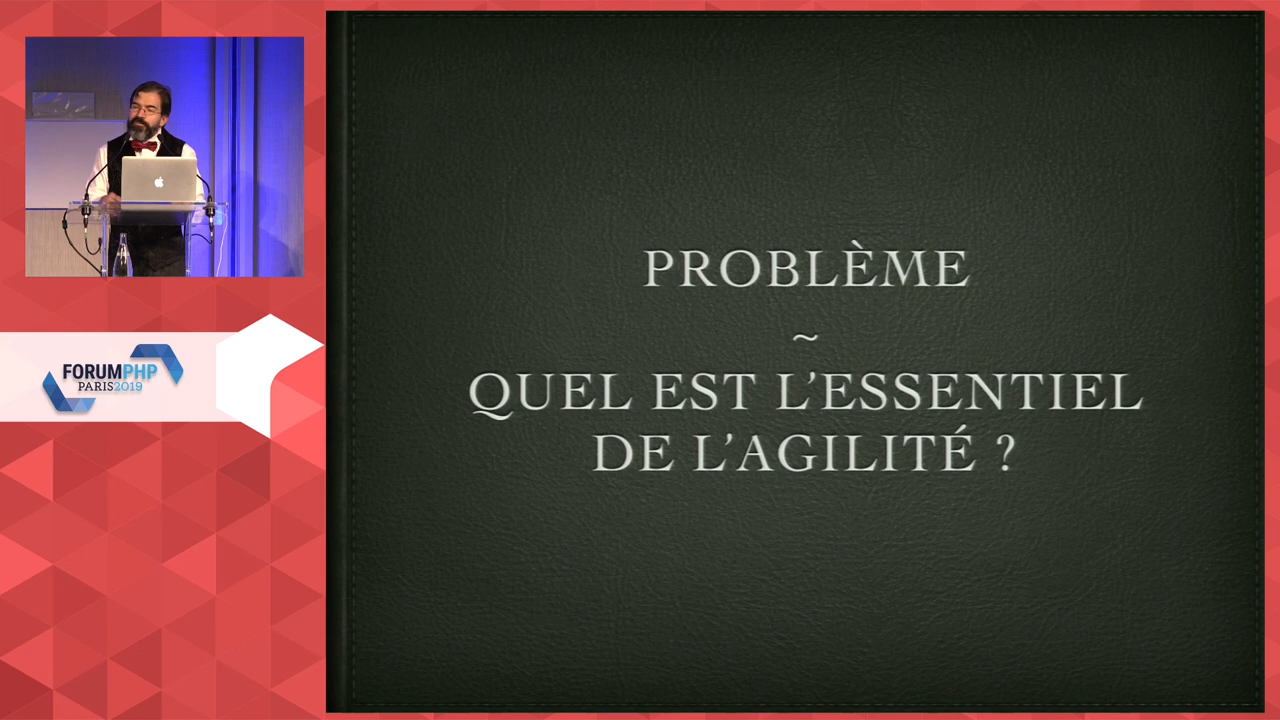 FORUMPHP
PARIS2019
PROBLÈME
~
QUEL EST L’ESSENTIEL
DE L’AGILITÉ ?